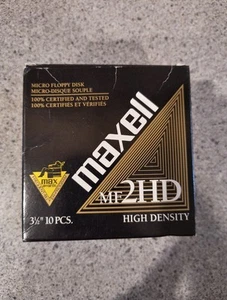 MICRO FLOPPY DISK
MICRO-DISQUE SOUPLE
100% CERTIFIED AND TESTED
100% CERTIFIÉS ET VÉRIFIÉS
maxell
MF2HD
max
3½" 10 PCS.
HIGH DENSITY